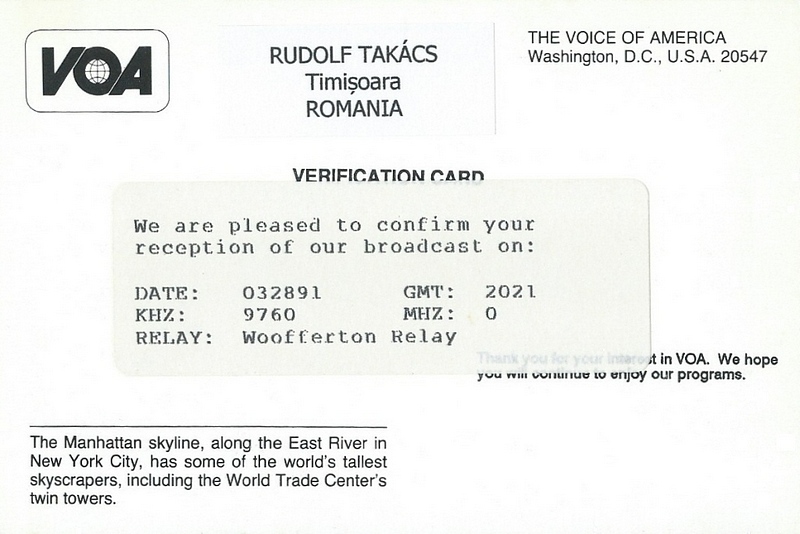 VOA
RUDOLF TAKÁCS
Timișoara
ROMANIA
THE VOICE OF AMERICA
Washington, D.C., U.S.A. 20547
VERIFICATION CARD
We are pleased to confirm your
reception of our broadcast on:
DATE: 032891 GMT: 2021
KHZ: 9760 MHZ: 0
RELAY: Woofferton Relay
Thank you for your interest in VOA. We hope
you will continue to enjoy our programs.
The Manhattan skyline, along the East River in
New York City, has some of the world's tallest
skyscrapers, including the World Trade Center's
twin towers.